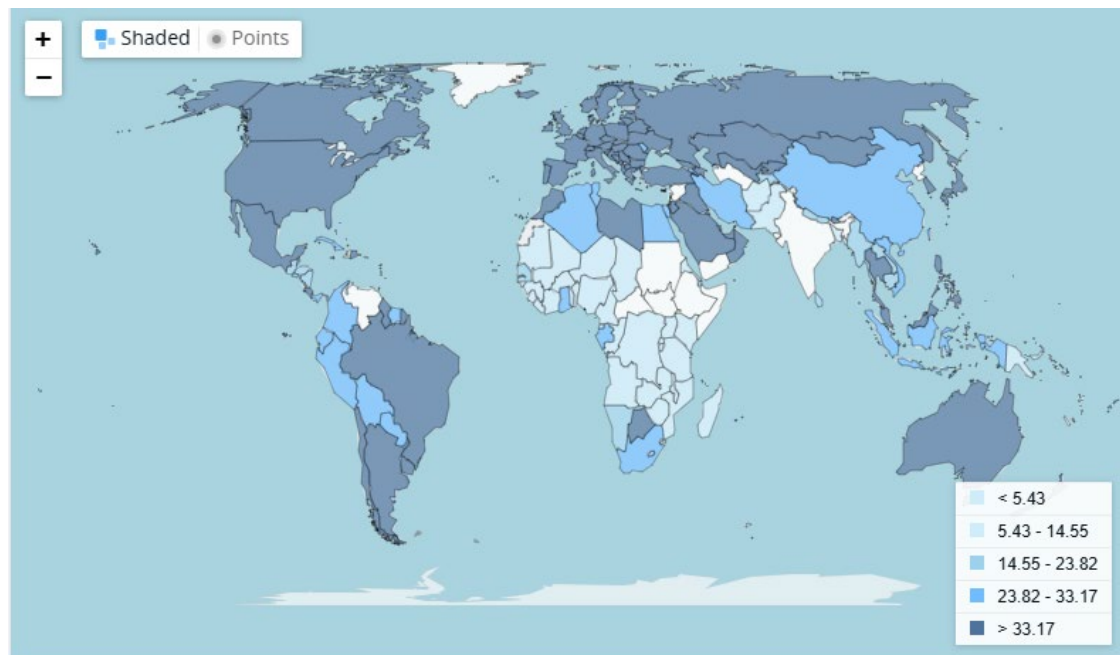 +
Shaded Points
−
< 5.43
5.43 - 14.55
14.55 - 23.82
23.82 - 33.17
> 33.17